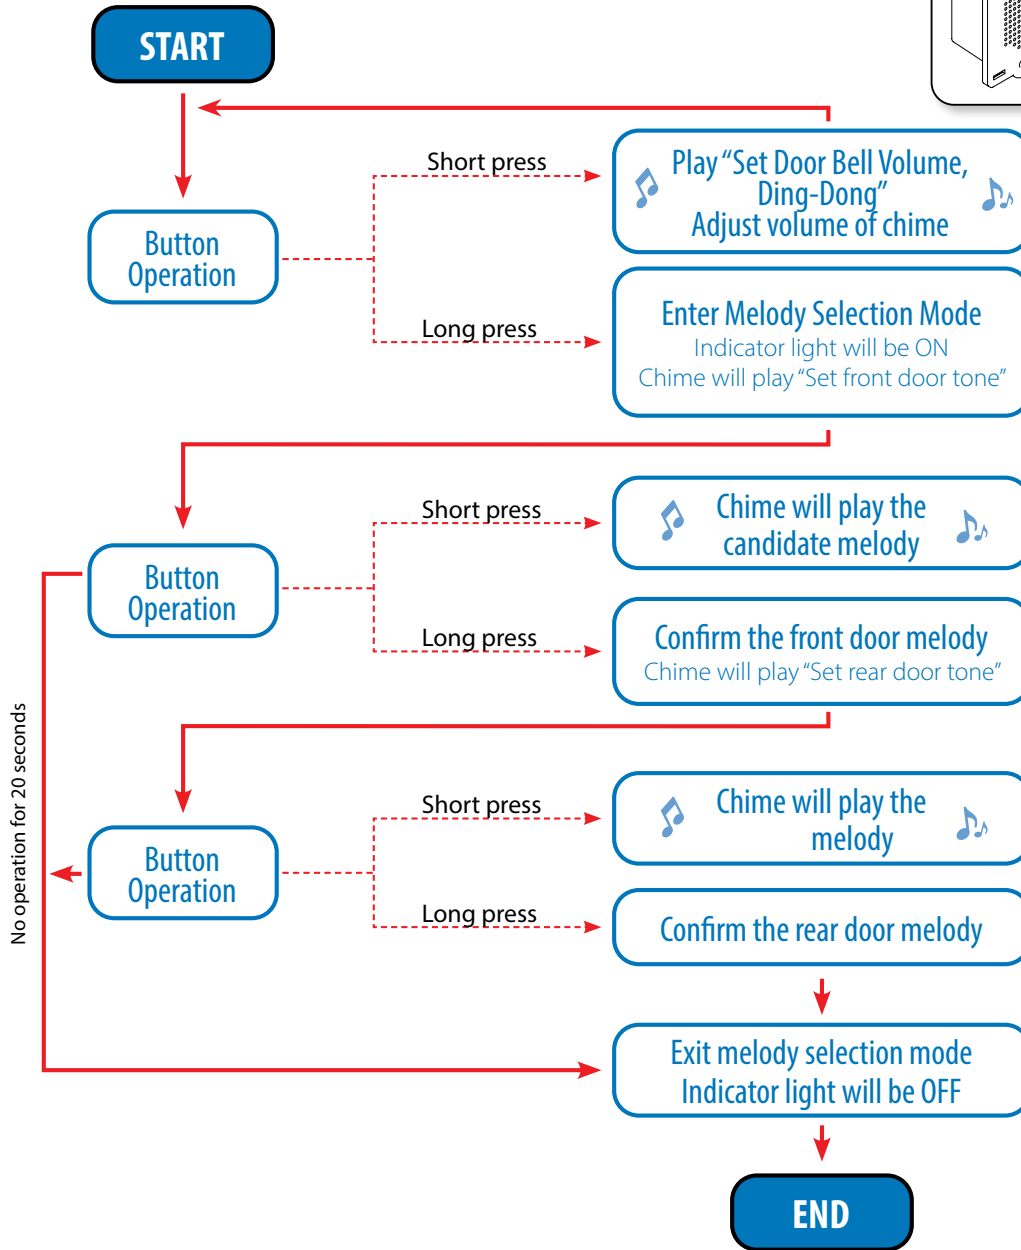 START
Short press
Play “Set Door Bell Volume,
Ding-Dong”
Adjust volume of chime
Button
Operation
Long press
Enter Melody Selection Mode
Indicator light will be ON
Chime will play “Set front door tone”
Short press
Chime will play the
candidate melody
Button
Operation
Long press
Confirm the front door melody
Chime will play “Set rear door tone”
No operation for 20 seconds
Short press
Chime will play the
melody
Button
Operation
Long press
Confirm the rear door melody
Exit melody selection mode
Indicator light will be OFF
END